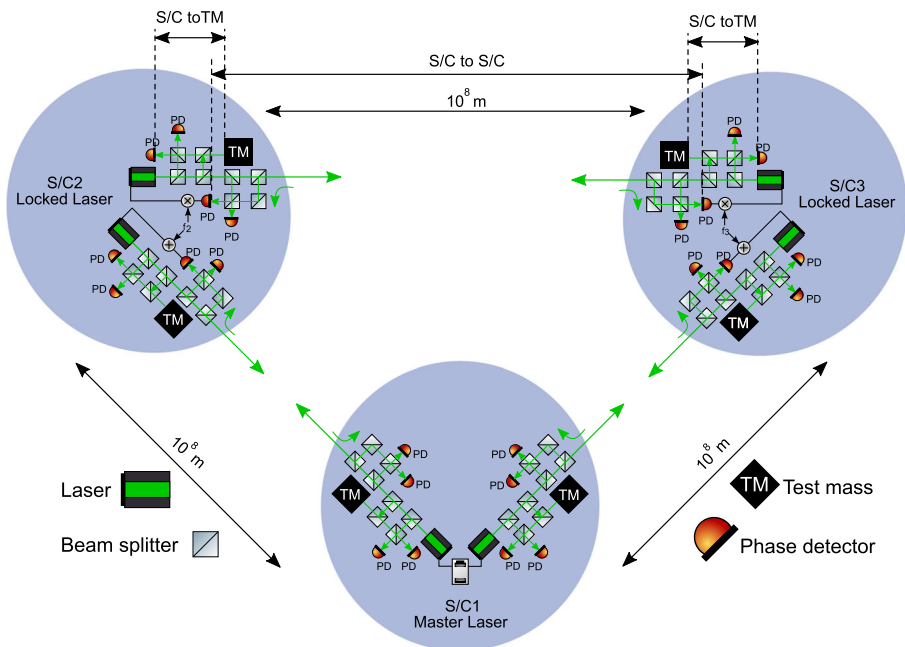 S/C toTM
S/C toTM
S/C to S/C
10⁸ m
PD
PD
TM
S/C2
Locked Laser
PD
PD
f2
PD
PD
PD
TM
PD
PD
TM
S/C3
Locked Laser
PD
PD
f3
PD
PD
PD
TM
10⁸ m
10⁸ m
PD
PD
TM
PD
PD
PD
PD
TM
PD
PD
S/C1
Master Laser
Laser
Beam splitter
TM
Test mass
Phase detector